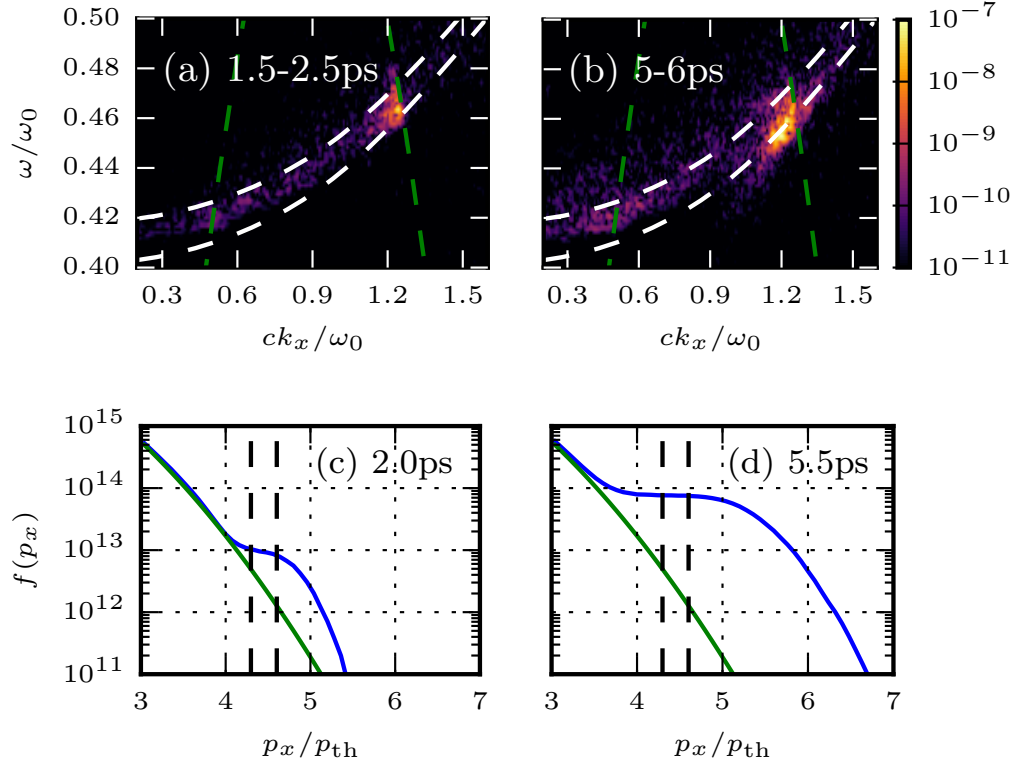 0.50
0.48
0.46
0.44
0.42
0.40
ω/ω₀
(a) 1.5-2.5ps
0.3 0.6 0.9 1.2 1.5
ckₓ/ω₀
(b) 5-6ps
0.3 0.6 0.9 1.2 1.5
ckₓ/ω₀
10⁻⁷
10⁻⁸
10⁻⁹
10⁻¹⁰
10⁻¹¹
10¹⁵
10¹⁴
10¹³
10¹²
10¹¹
f(pₓ)
(c) 2.0ps
3 4 5 6 7
pₓ/p_th
(d) 5.5ps
3 4 5 6 7
pₓ/p_th